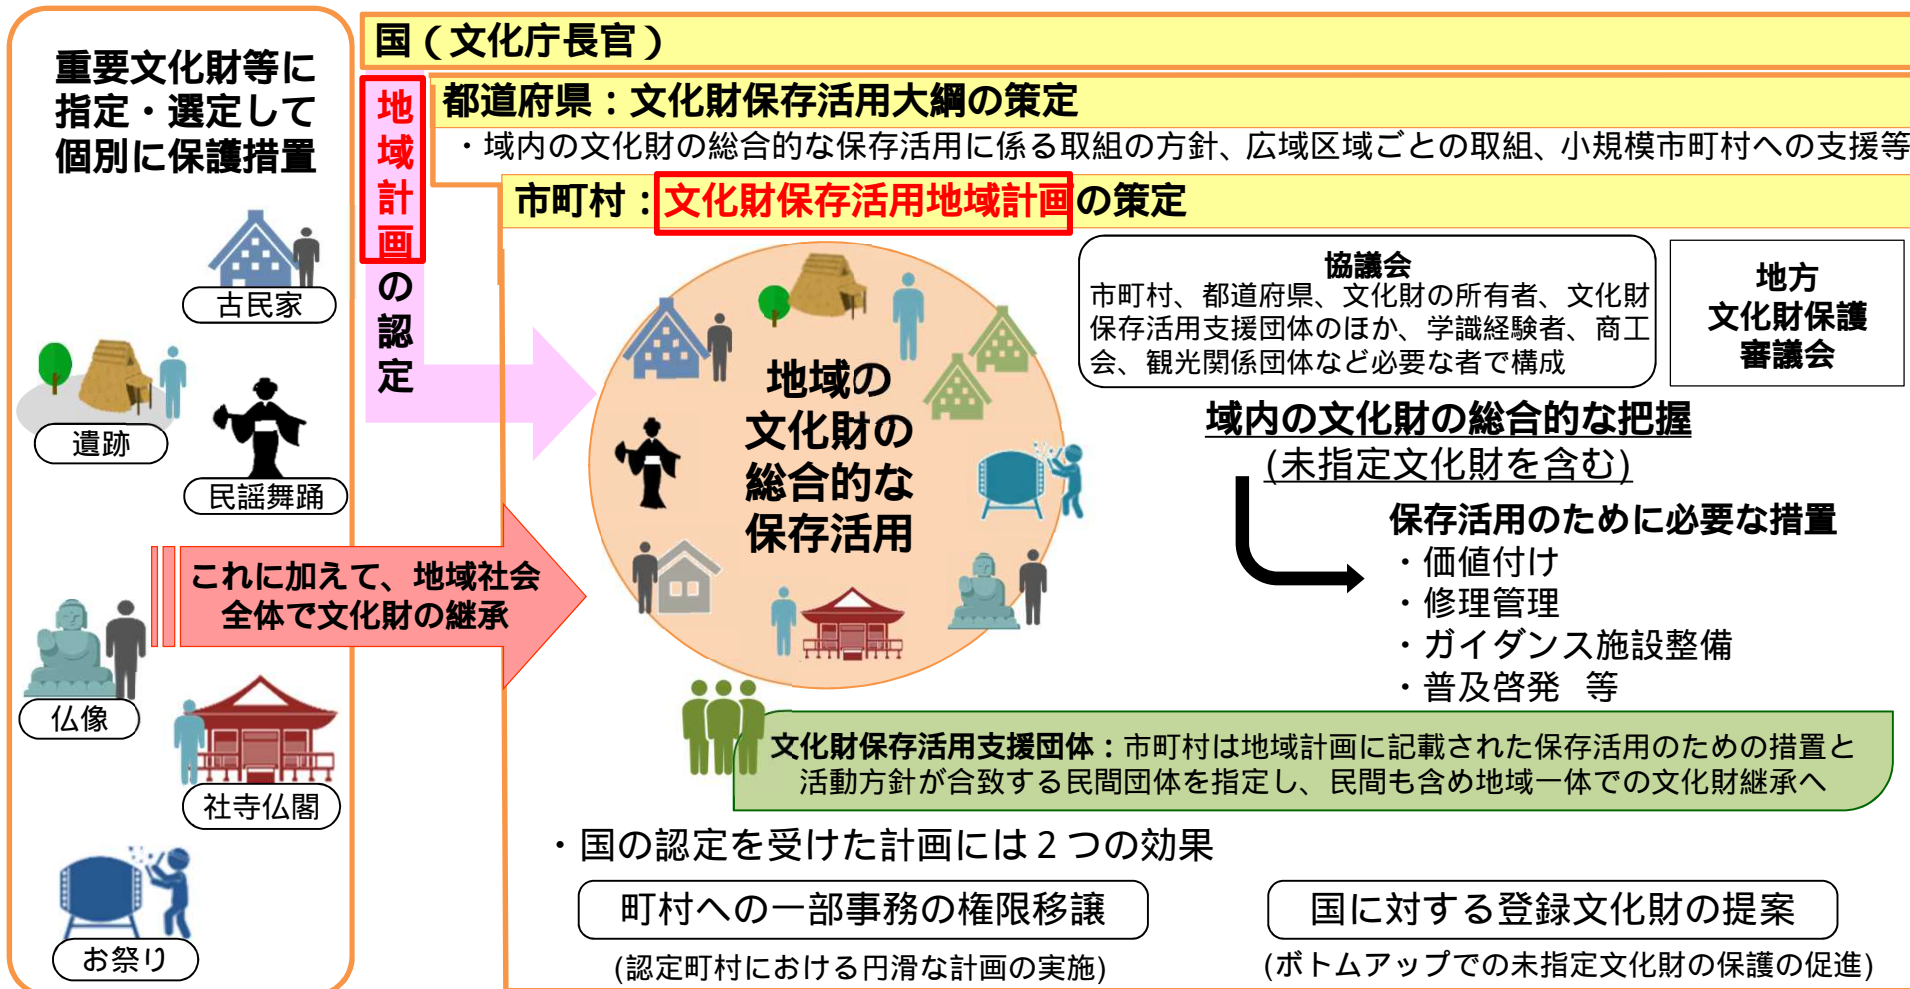 重要文化財等に
指定・選定して
個別に保護措置
古民家
遺跡
民謡舞踊
仏像
社寺仏閣
お祭り
これに加えて、地域社会
全体で文化財の継承
国（文化庁長官）
地域計画の認定
都道府県：文化財保存活用大綱の策定
・域内の文化財の総合的な保存活用に係る取組の方針、広域区域ごとの取組、小規模市町村への支援等
市町村：文化財保存活用地域計画の策定
地域の
文化財の
総合的な
保存活用
協議会
市町村、都道府県、文化財の所有者、文化財
保存活用支援団体のほか、学識経験者、商工
会、観光関係団体など必要な者で構成
地方
文化財保護
審議会
域内の文化財の総合的な把握
(未指定文化財を含む)
保存活用のために必要な措置
・価値付け
・修理管理
・ガイダンス施設整備
・普及啓発　等
文化財保存活用支援団体：市町村は地域計画に記載された保存活用のための措置と
活動方針が合致する民間団体を指定し、民間も含め地域一体での文化財継承へ
・国の認定を受けた計画には２つの効果
町村への一部事務の権限移譲
(認定町村における円滑な計画の実施)
国に対する登録文化財の提案
(ボトムアップでの未指定文化財の保護の促進)